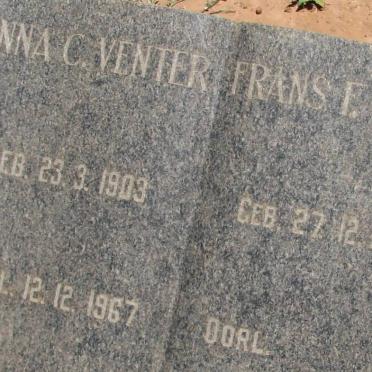 NNA C. VENTER
EB. 23. 3. 1903
L. 12. 12. 1967
FRANS F.
GEB. 27. 12.
OORL.